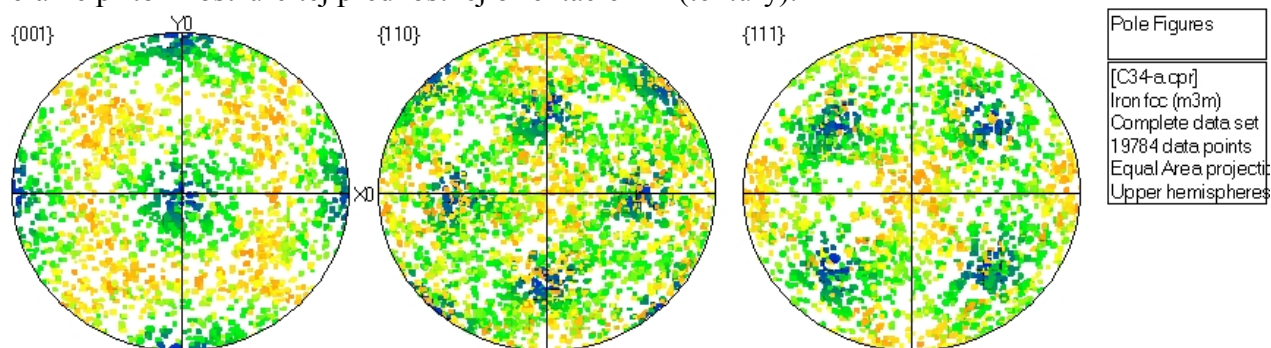 {001}
Y0
X0
{110}
{111}
Pole Figures
[C34-a.cpr]
Iron fcc (m3m)
Complete data set
19784 data points
Equal Area projectio
Upper hemispheres